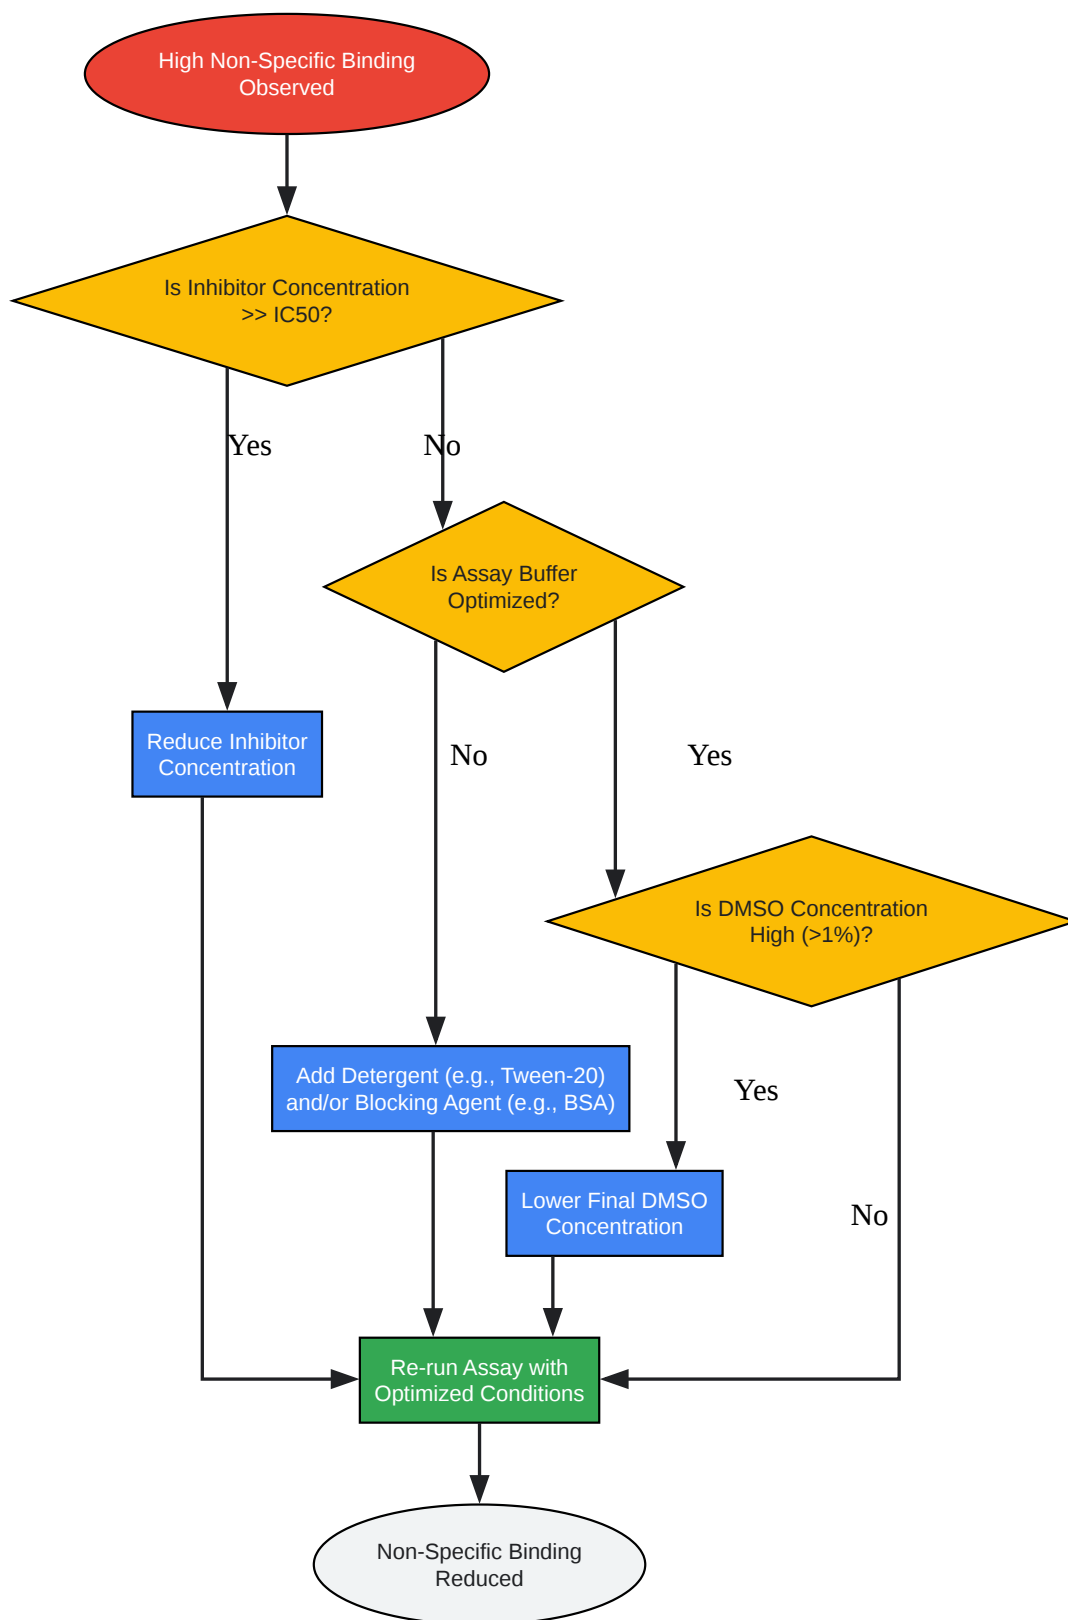 High Non-Specific Binding
Observed
Is Inhibitor Concentration
>> IC50?
Yes
No
Is Assay Buffer
Optimized?
Reduce Inhibitor
Concentration
No
Yes
Is DMSO Concentration
High (>1%)?
Add Detergent (e.g., Tween-20)
and/or Blocking Agent (e.g., BSA)
Yes
Lower Final DMSO
Concentration
No
Re-run Assay with
Optimized Conditions
Non-Specific Binding
Reduced